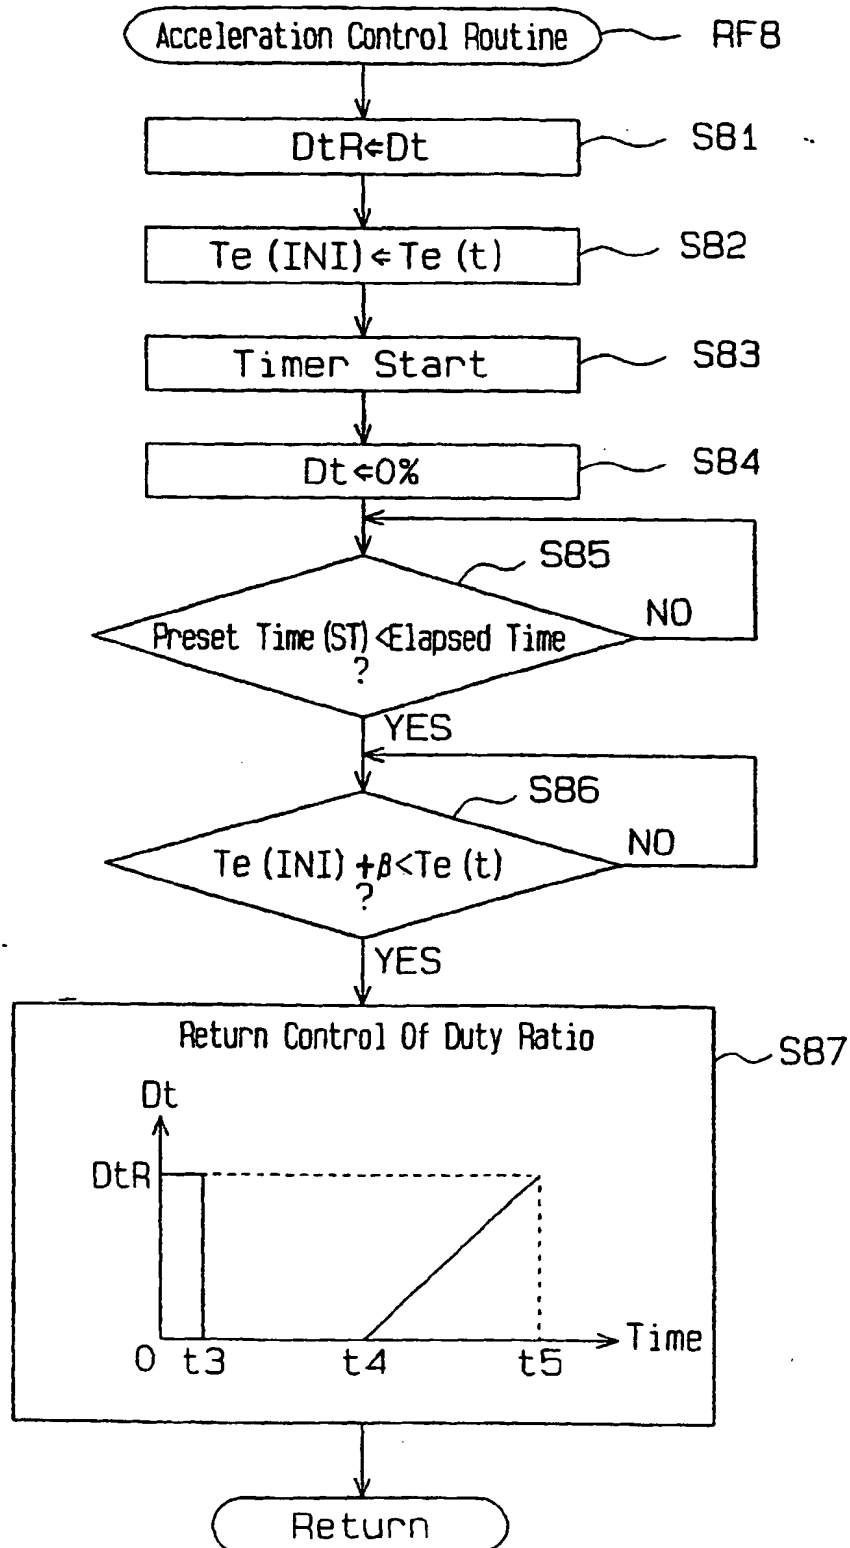 Acceleration Control Routine
RF8
DtR⇐Dt
S81
Te (INI) ⇐ Te (t)
S82
Timer Start
S83
Dt⇐0%
S84
S85
Preset Time (ST) <Elapsed Time
?
NO
YES
S86
Te (INI) +β<Te (t)
?
NO
YES
Return Control Of Duty Ratio
S87
Dt
DtR
0 t3 t4 t5 Time
Return